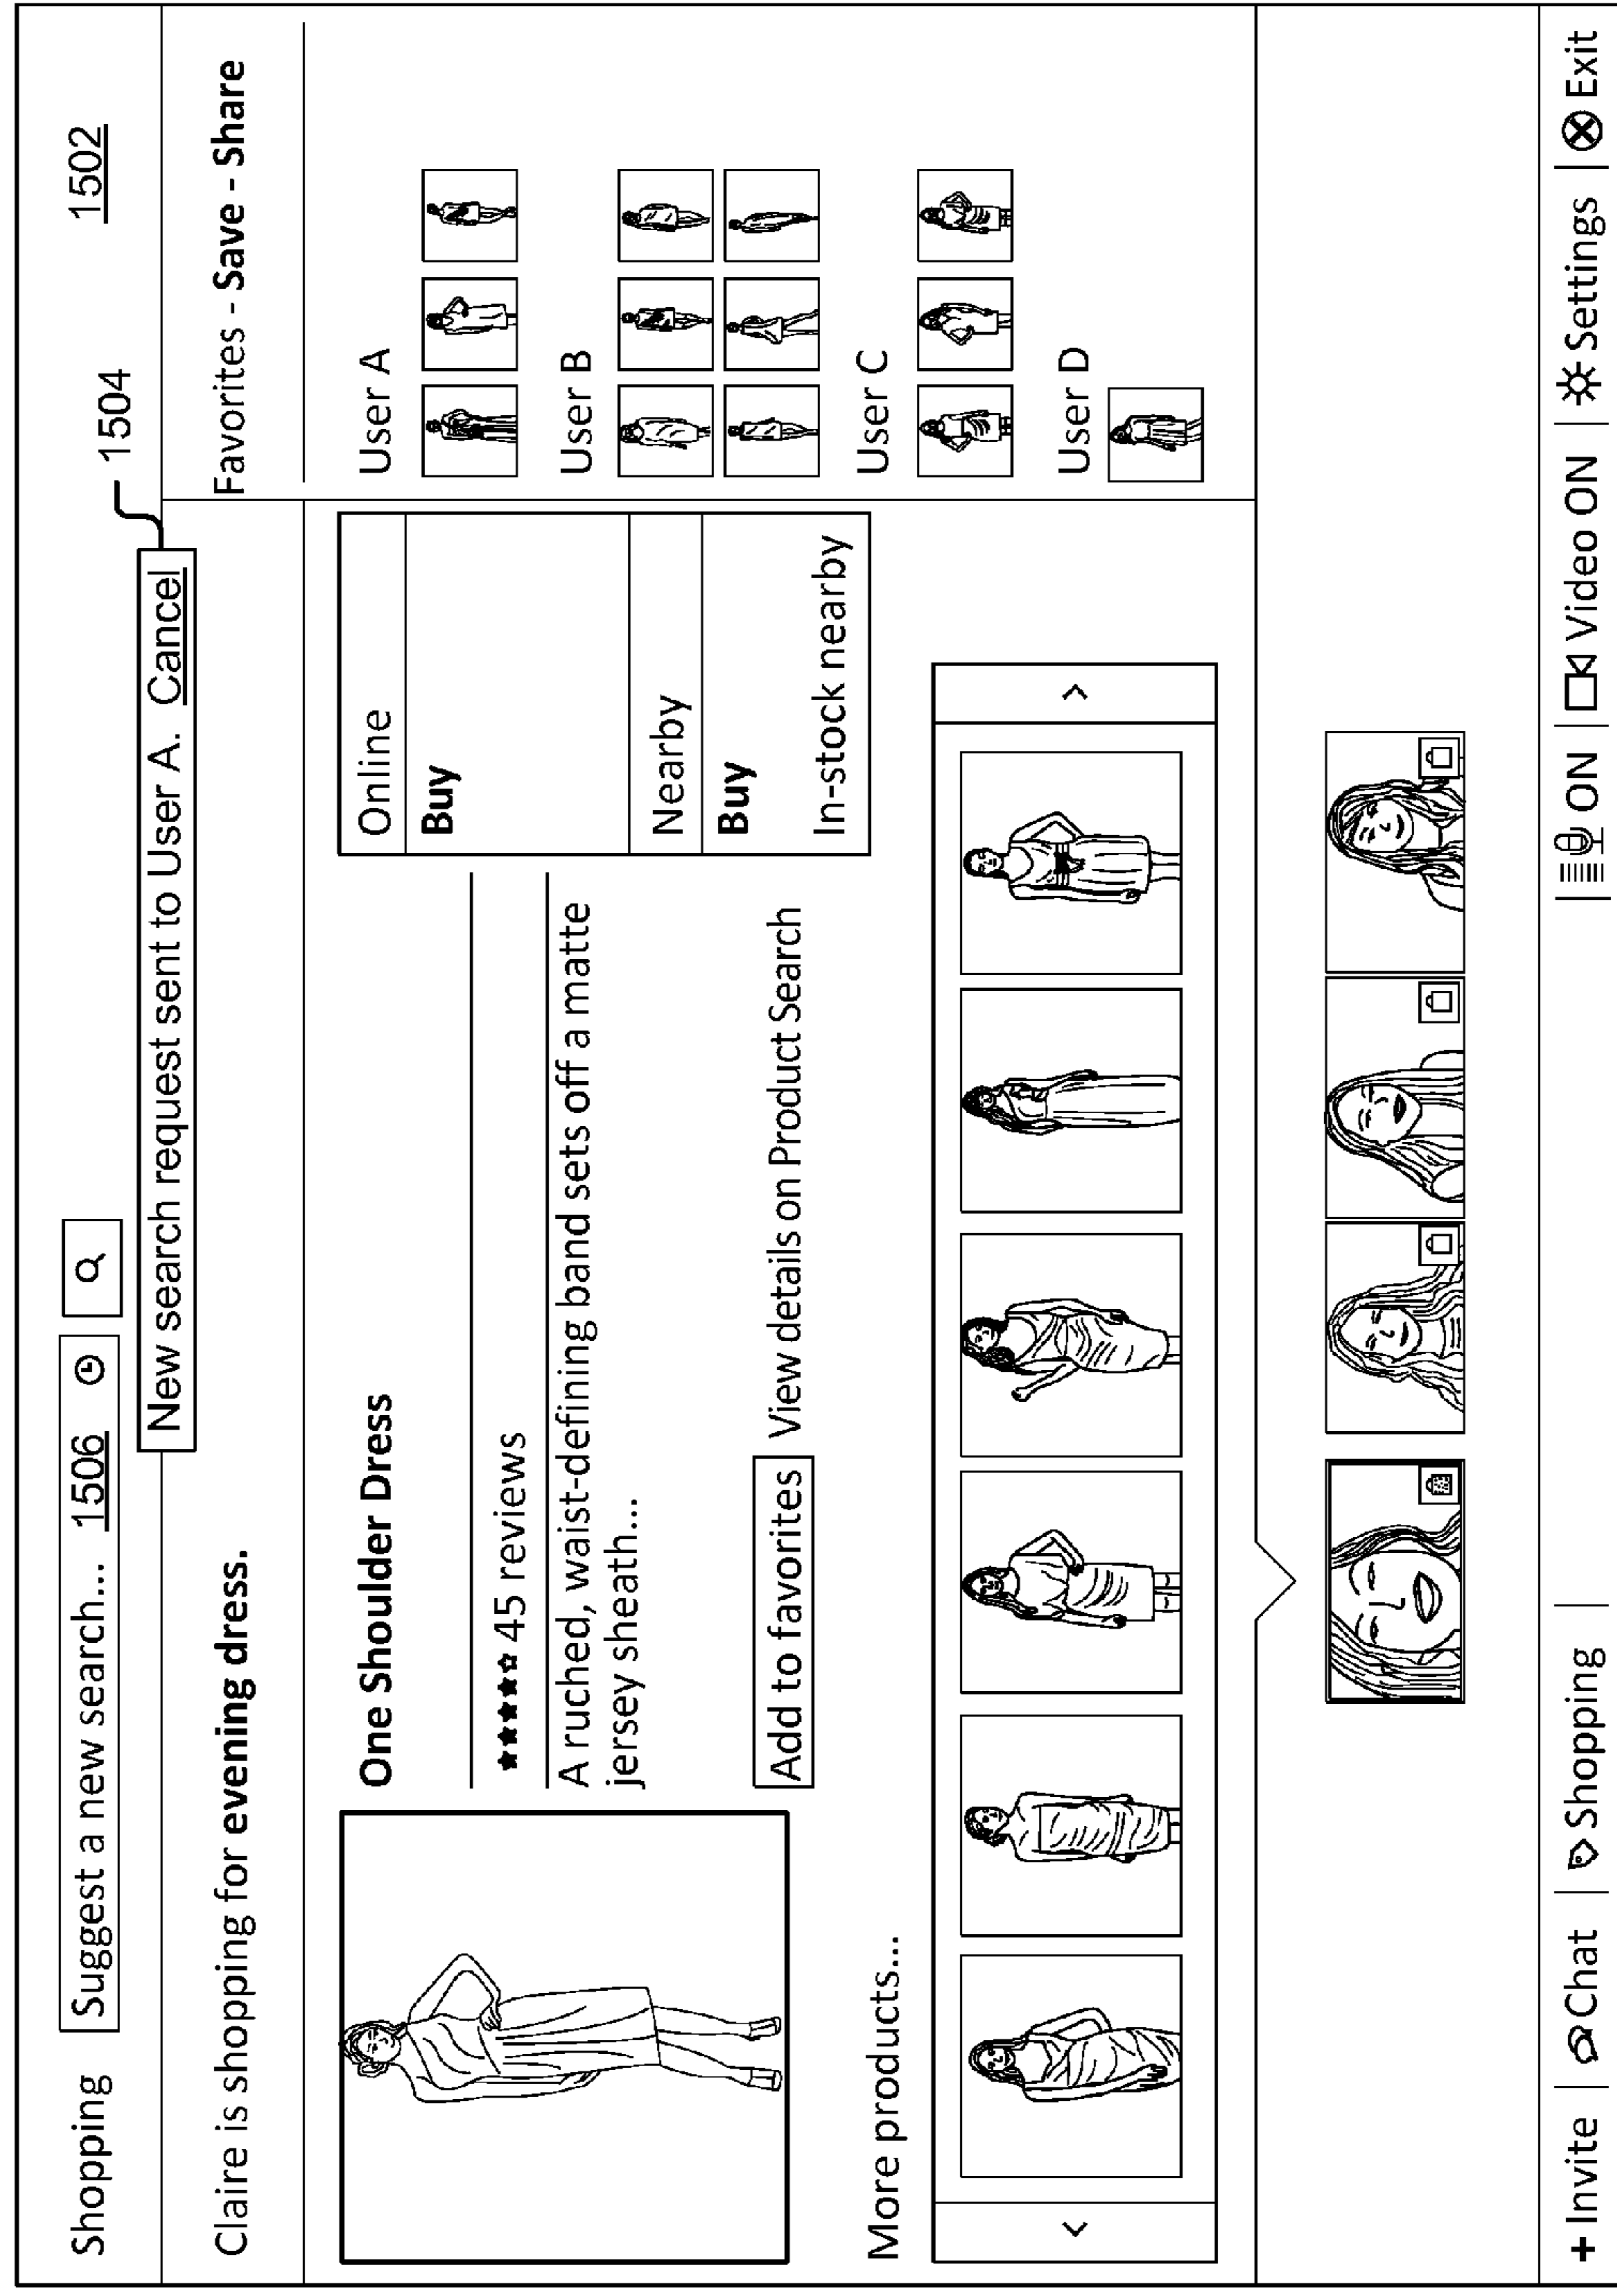 1502
1504
Shopping
Suggest a new search... 1506
New search request sent to User A. Cancel
Claire is shopping for evening dress.
Favorites - Save - Share
One Shoulder Dress
★★★★☆ 45 reviews
A ruched, waist-defining band sets off a matte
jersey sheath...
Add to favorites
View details on Product Search
Online
Buy
Nearby
Buy
In-stock nearby
User A
User B
User C
User D
More products...
+ Invite
Chat
Shopping
ON
Video ON
Settings
Exit